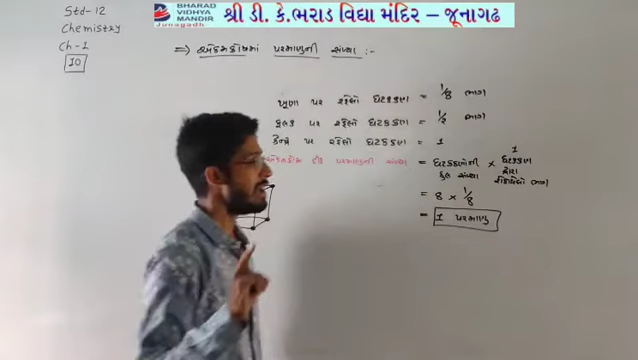 BHARAD
VIDHYA
MANDIR
Junagadh
શ્રી ડી. કે.ભરાડ વિદ્યા મંદિર – જૂનાગઢ
Std-12
Chemistry
Ch-1
10
⇒ એકમકોષમાં પરમાણુની સંખ્યા :-
ખૂણા પર રહેલો ઘટકકણ = 1/8 ભાગ
ફલક પર રહેલો ઘટકકણ = 1/2 ભાગ
કેન્દ્ર પર રહેલો ઘટકકણ = 1
એકમકોષ દીઠ પરમાણુની સંખ્યા = ઘટકકણોની કુલ સંખ્યા × 1 ઘટકકણ દ્વારા રોકાયેલો ભાગ
= 8 × 1/8
= 1 પરમાણુ